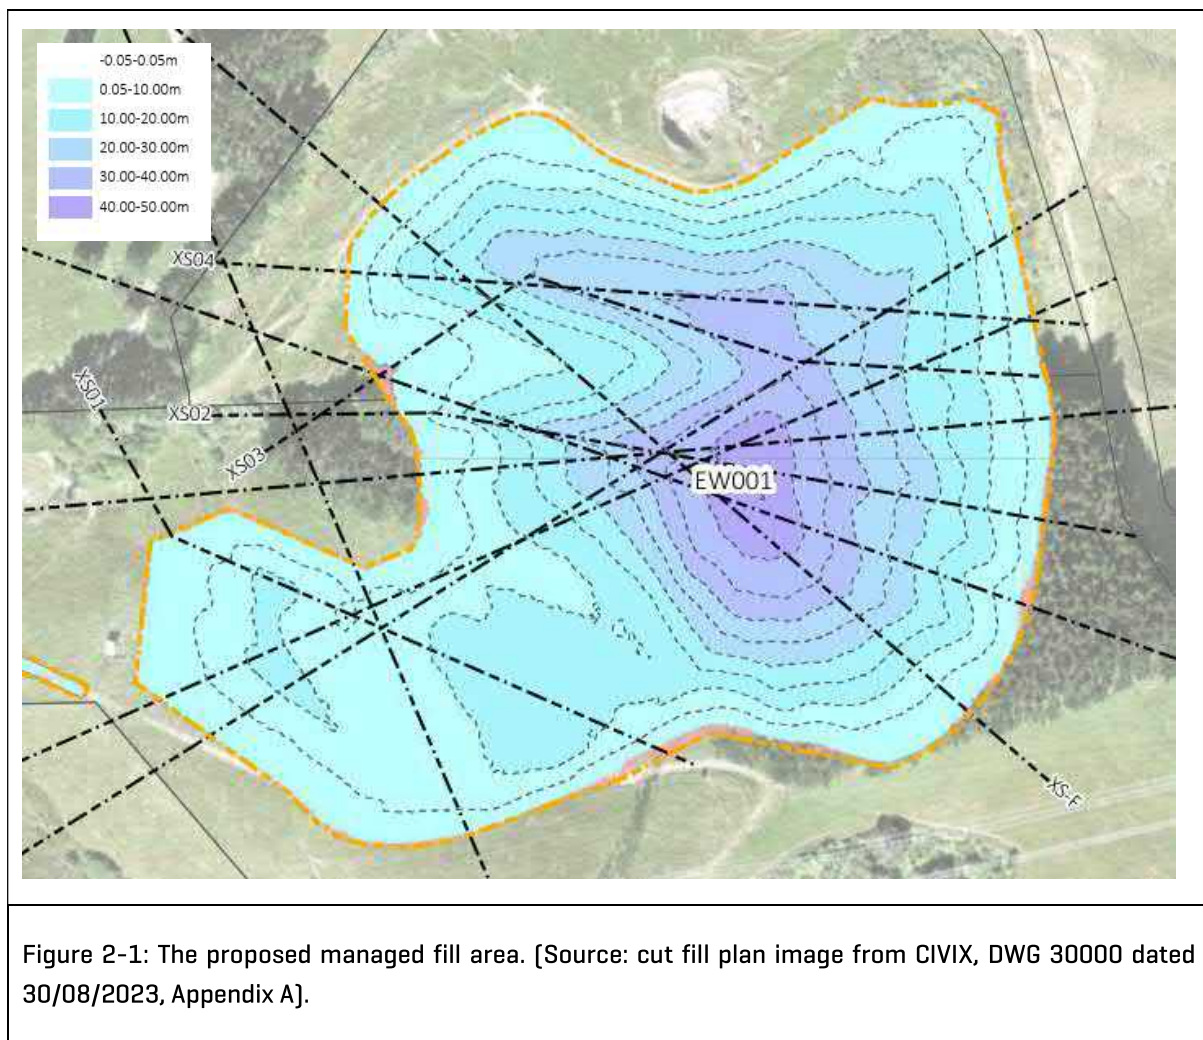 -0.05-0.05m
0.05-10.00m
10.00-20.00m
20.00-30.00m
30.00-40.00m
40.00-50.00m
XS04
XS01
XS02
XS03
EW001
XS-F
Figure 2-1: The proposed managed fill area. (Source: cut fill plan image from CIVIX, DWG 30000 dated
30/08/2023, Appendix A).